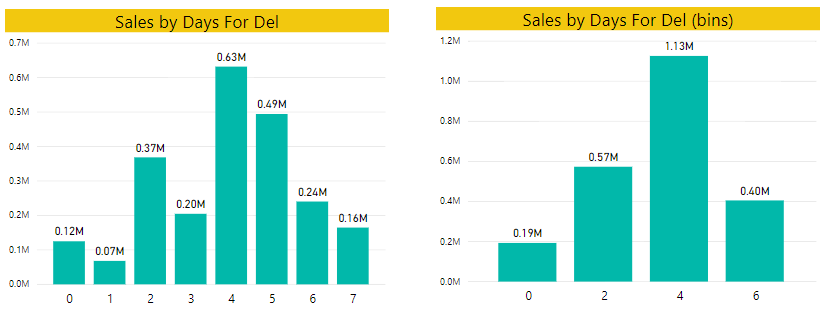 Sales by Days For Del
0.7M
0.6M
0.5M
0.4M
0.3M
0.2M
0.1M
0.0M
0.12M
0.07M
0.37M
0.20M
0.63M
0.49M
0.24M
0.16M
0 1 2 3 4 5 6 7
Sales by Days For Del (bins)
1.2M
1.0M
0.8M
0.6M
0.4M
0.2M
0.0M
0.19M
0.57M
1.13M
0.40M
0 2 4 6